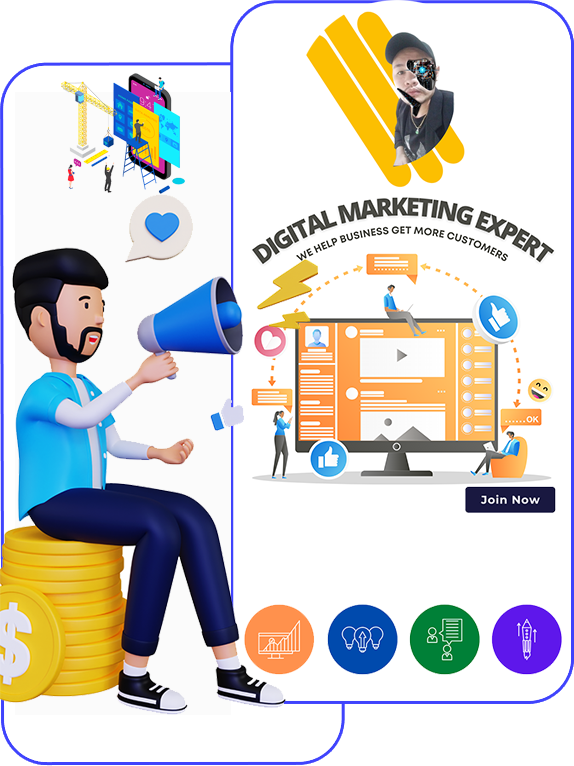 DIGITAL MARKETING EXPERT
WE HELP BUSINESS GET MORE CUSTOMERS
......OK
Join Now
$